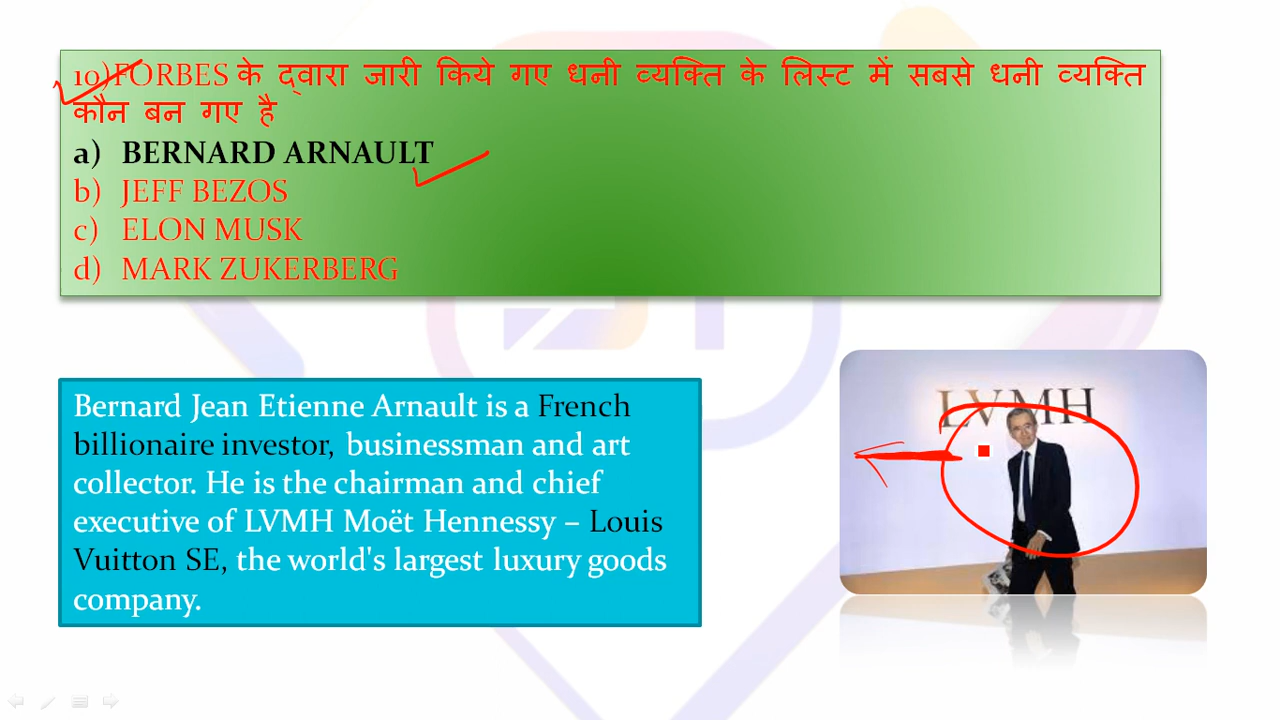 10)FORBES के द्वारा जारी किये गए धनी व्यक्ति के लिस्ट में सबसे धनी व्यक्ति
कौन बन गए है
a) BERNARD ARNAULT
b) JEFF BEZOS
c) ELON MUSK
d) MARK ZUKERBERG
Bernard Jean Etienne Arnault is a French
billionaire investor, businessman and art
collector. He is the chairman and chief
executive of LVMH Moët Hennessy – Louis
Vuitton SE, the world's largest luxury goods
company.
LVMH